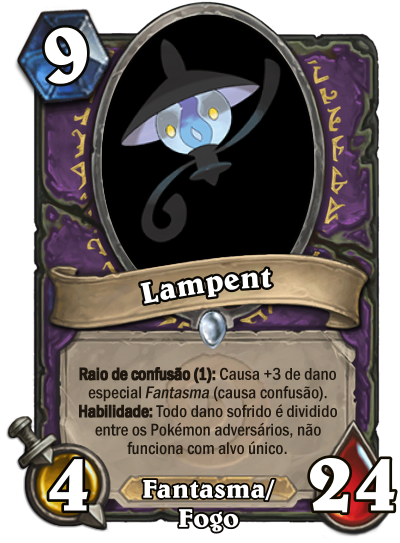 9
Lampent
Raio de confusão (1): Causa +3 de dano
especial Fantasma (causa confusão).
Habilidade: Todo dano sofrido é dividido
entre os Pokémon adversários, não
funciona com alvo único.
4
Fantasma/
Fogo
24